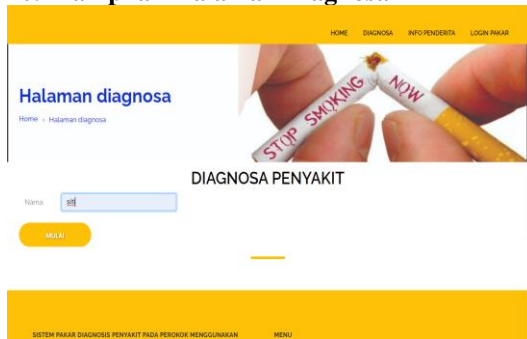 HOME DIAGNOSA INFO PENDERITA LOGIN PAKAR
Halaman diagnosa
Home › Halaman diagnosa
STOP SMOKING NOW
DIAGNOSA PENYAKIT
Nama siti
MULAI
SISTEM PAKAR DIAGNOSIS PENYAKIT PADA PEROKOK MENGGUNAKAN MENU